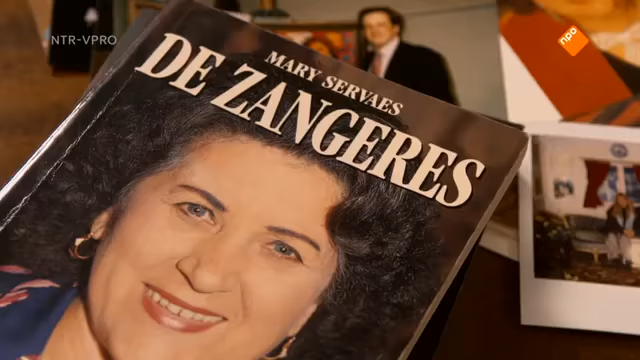 NTR-VPRO
npo
MARY SERVAES
DE ZANGERES